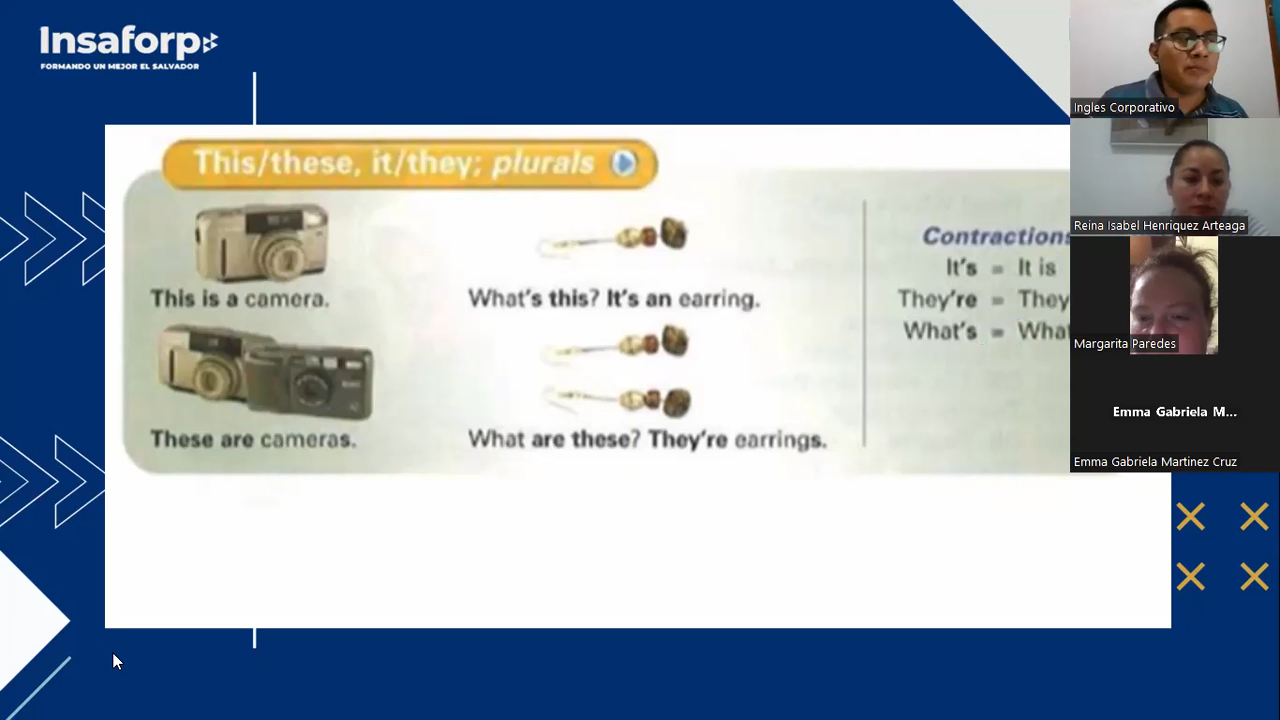 Insaforp
FORMANDO UN MEJOR EL SALVADOR
This/these, it/they; plurals
This is a camera.
What's this? It's an earring.
These are cameras.
What are these? They're earrings.
Contractions
It's = It is
They're = They
What's = What
Ingles Corporativo
Reina Isabel Henriquez Arteaga
Margarita Paredes
Emma Gabriela M...
Emma Gabriela Martinez Cruz